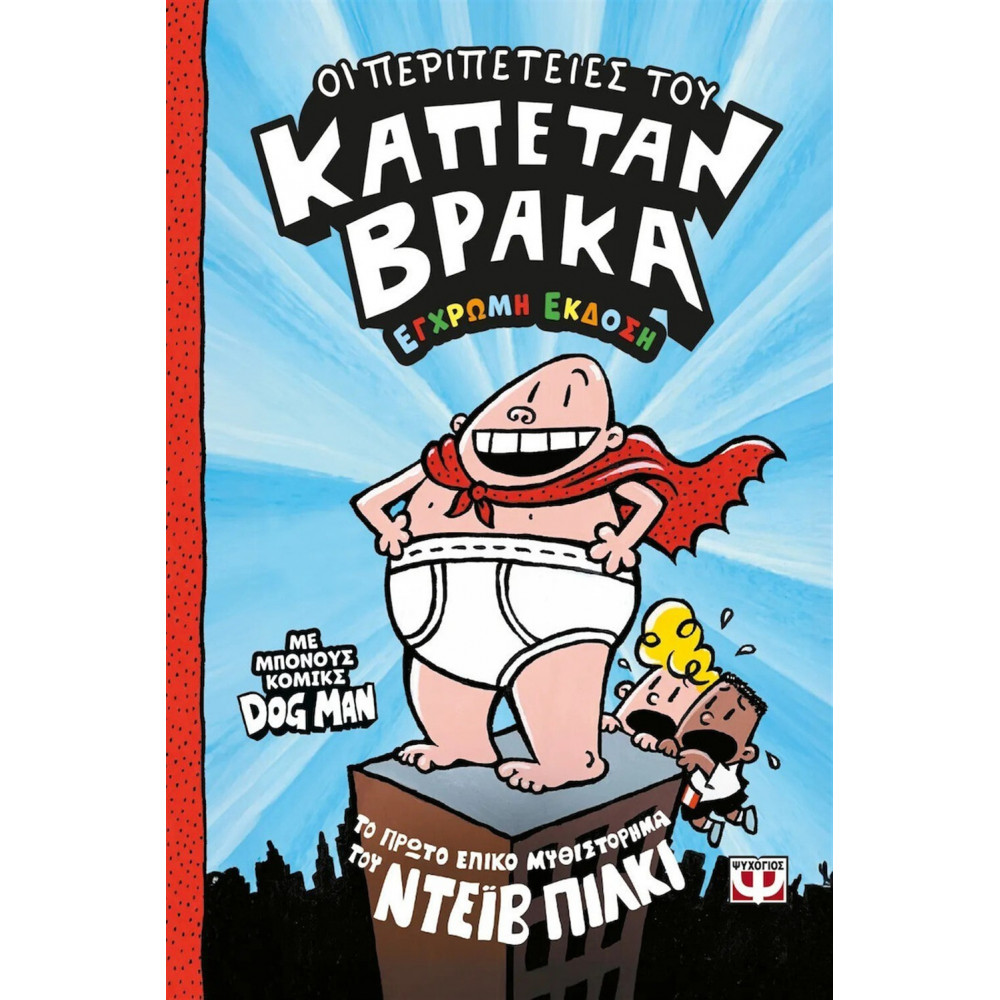 ΟΙ ΠΕΡΙΠΕΤΕΙΕΣ ΤΟΥ
ΚΑΠΕΤΑΝ
ΒΡΑΚΑ
ΕΓΧΡΩΜΗ ΕΚΔΟΣΗ
ΜΕ
ΜΠΟΝΟΥΣ
ΚΟΜΙΚΣ
DOG MAN
ΤΟ ΠΡΩΤΟ ΕΠΙΚΟ ΜΥΘΙΣΤΟΡΗΜΑ
ΤΟΥ ΝΤΕΪΒ ΠΙΛΚΙ
ΨΥΧΟΓΙΟΣ
Ψ